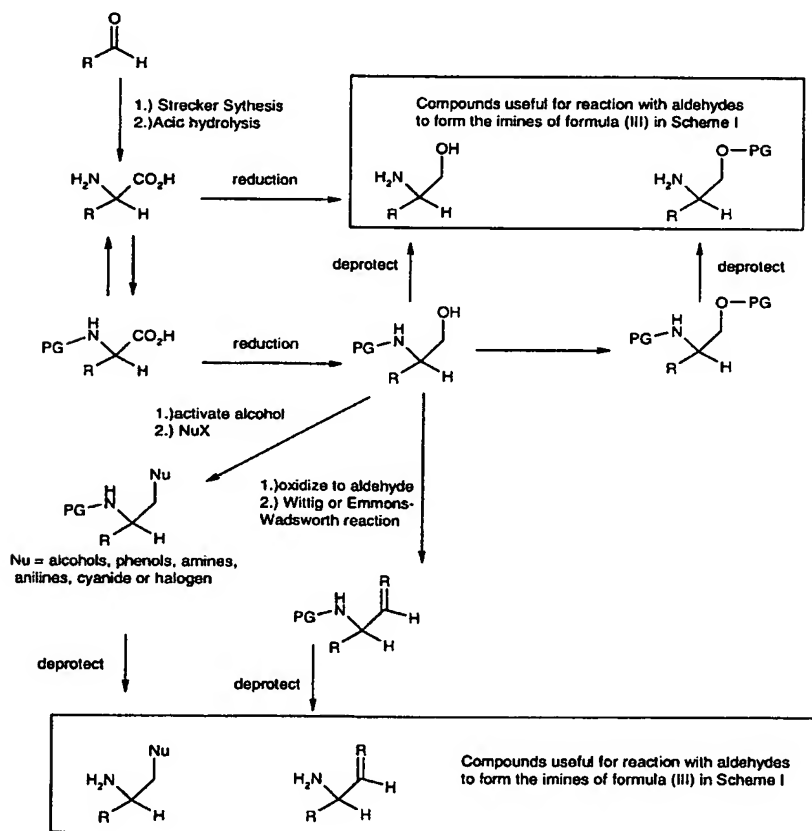 O
R
H
1.) Strecker Sythesis
2.)Acic hydrolysis
Compounds useful for reaction with aldehydes
to form the imines of formula (III) in Scheme I
H2N
CO2H
R
H
reduction
OH
H2N
R
H
O—PG
H2N
R
H
deprotect
deprotect
H
PG
N
CO2H
R
H
reduction
OH
H
PG
N
R
H
O—PG
H
PG
N
R
H
1.)activate alcohol
2.) NuX
1.)oxidize to aldehyde
2.) Wittig or Emmons-
Wadsworth reaction
Nu
H
PG
N
R
H
Nu = alcohols, phenols, amines,
anilines, cyanide or halogen
R
H
PG
N
H
R
H
deprotect
deprotect
Nu
H2N
R
H
R
H2N
H
R
H
Compounds useful for reaction with aldehydes
to form the imines of formula (III) in Scheme I